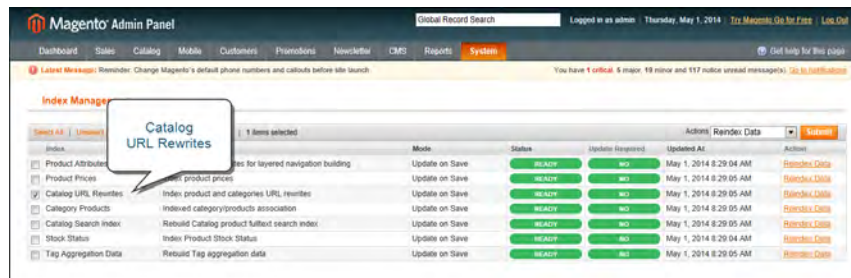 Magento Admin Panel
Global Record Search
Logged in as admin | Thursday, May 1, 2014 | Try Magento Go for Free | Log Out
Dashboard Sales Catalog Mobile Customers Promotions Newsletter CMS Reports System
Get help for this page
Latest Message: Reminder: Change Magento's default phone numbers and callouts before site launch
You have 1 critical, 5 major, 19 minor and 117 notice unread message(s). Go to notifications
Index Manage
Catalog
URL Rewrites
Select All | 1 items selected
Actions Reindex Data Submit
Index Mode Status Update Required Updated At Action
Product Attributes tes for layered navigation building Update on Save READY NO May 1, 2014 8:29:04 AM Reindex Data
Product Prices Index product prices Update on Save READY NO May 1, 2014 8:29:05 AM Reindex Data
Catalog URL Rewrites Index product and categories URL rewrites Update on Save READY NO May 1, 2014 8:29:05 AM Reindex Data
Category Products Indexed category/products association Update on Save READY NO May 1, 2014 8:29:05 AM Reindex Data
Catalog Search Index Rebuild Catalog product fulltext search index Update on Save READY NO May 1, 2014 8:29:05 AM Reindex Data
Stock Status Index Product Stock Status Update on Save READY NO May 1, 2014 8:29:04 AM Reindex Data
Tag Aggregation Data Rebuild Tag aggregation data Update on Save READY NO May 1, 2014 8:29:05 AM Reindex Data